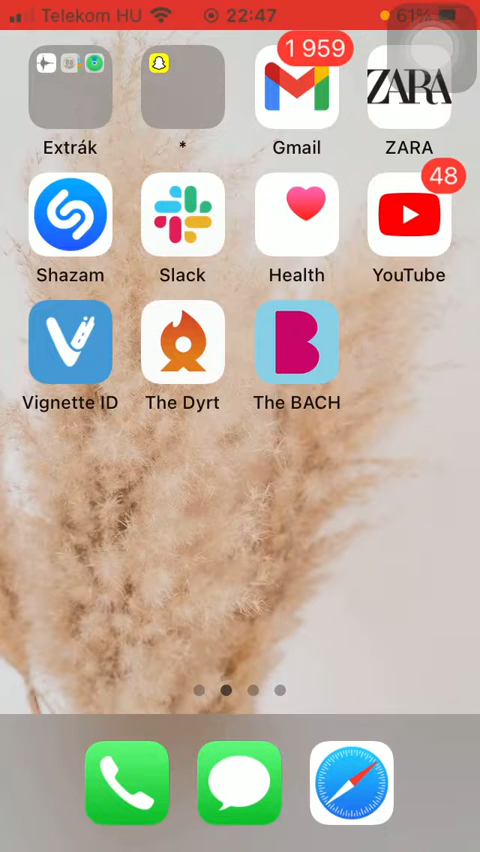 Telekom HU 22:47 61%
1 959
Extrák * Gmail ZARA
ZARA
48
Shazam Slack Health YouTube
Vignette ID The Dyrt The BACH